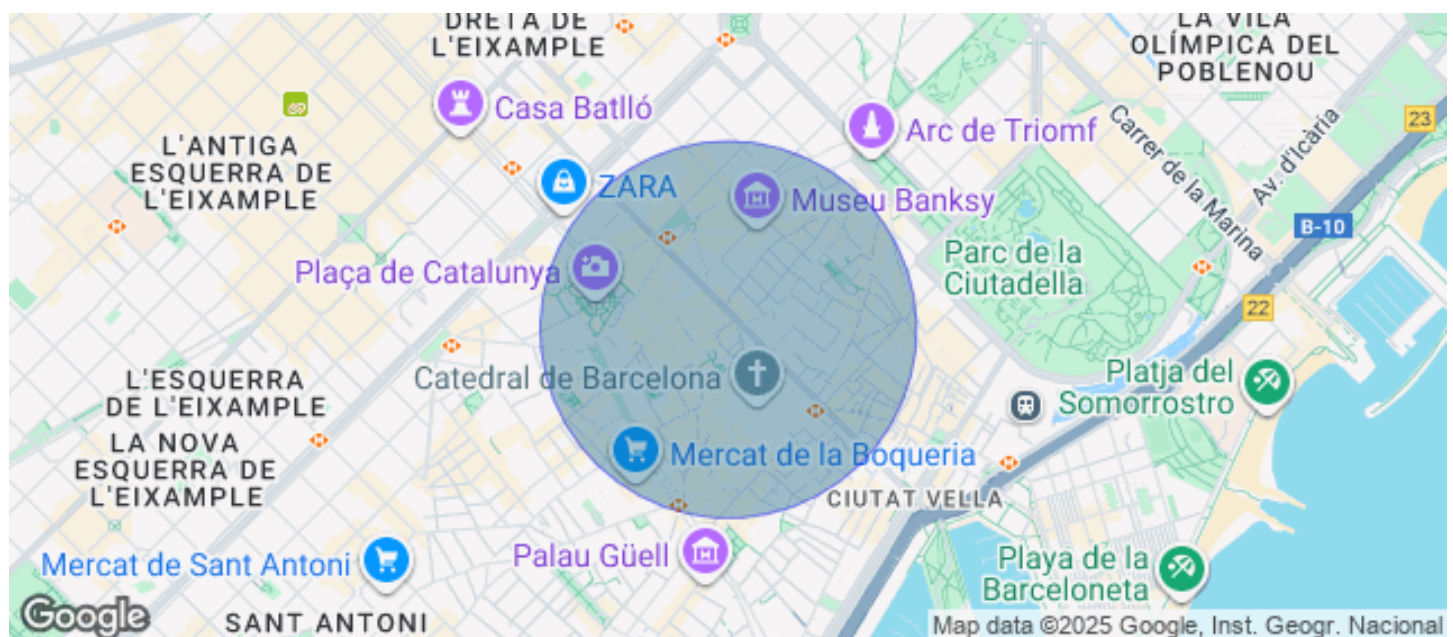 DRETA DE
L'EIXAMPLE
LA VILA
OLÍMPICA DEL
POBLENOU
Casa Batlló
Arc de Triomf
Carrer de la Marina
Av. d'Icària
23
L'ANTIGA
ESQUERRA DE
L'EIXAMPLE
ZARA
Museu Banksy
B-10
Plaça de Catalunya
Parc de la
Ciutadella
22
L'ESQUERRA
DE L'EIXAMPLE
Catedral de Barcelona
Platja del
Somorrostro
LA NOVA
ESQUERRA DE
L'EIXAMPLE
Mercat de la Boqueria
CIUTAT VELLA
Mercat de Sant Antoni
Palau Güell
Playa de la
Barceloneta
Google
SANT ANTONI
Map data ©2025 Google, Inst. Geogr. Nacional